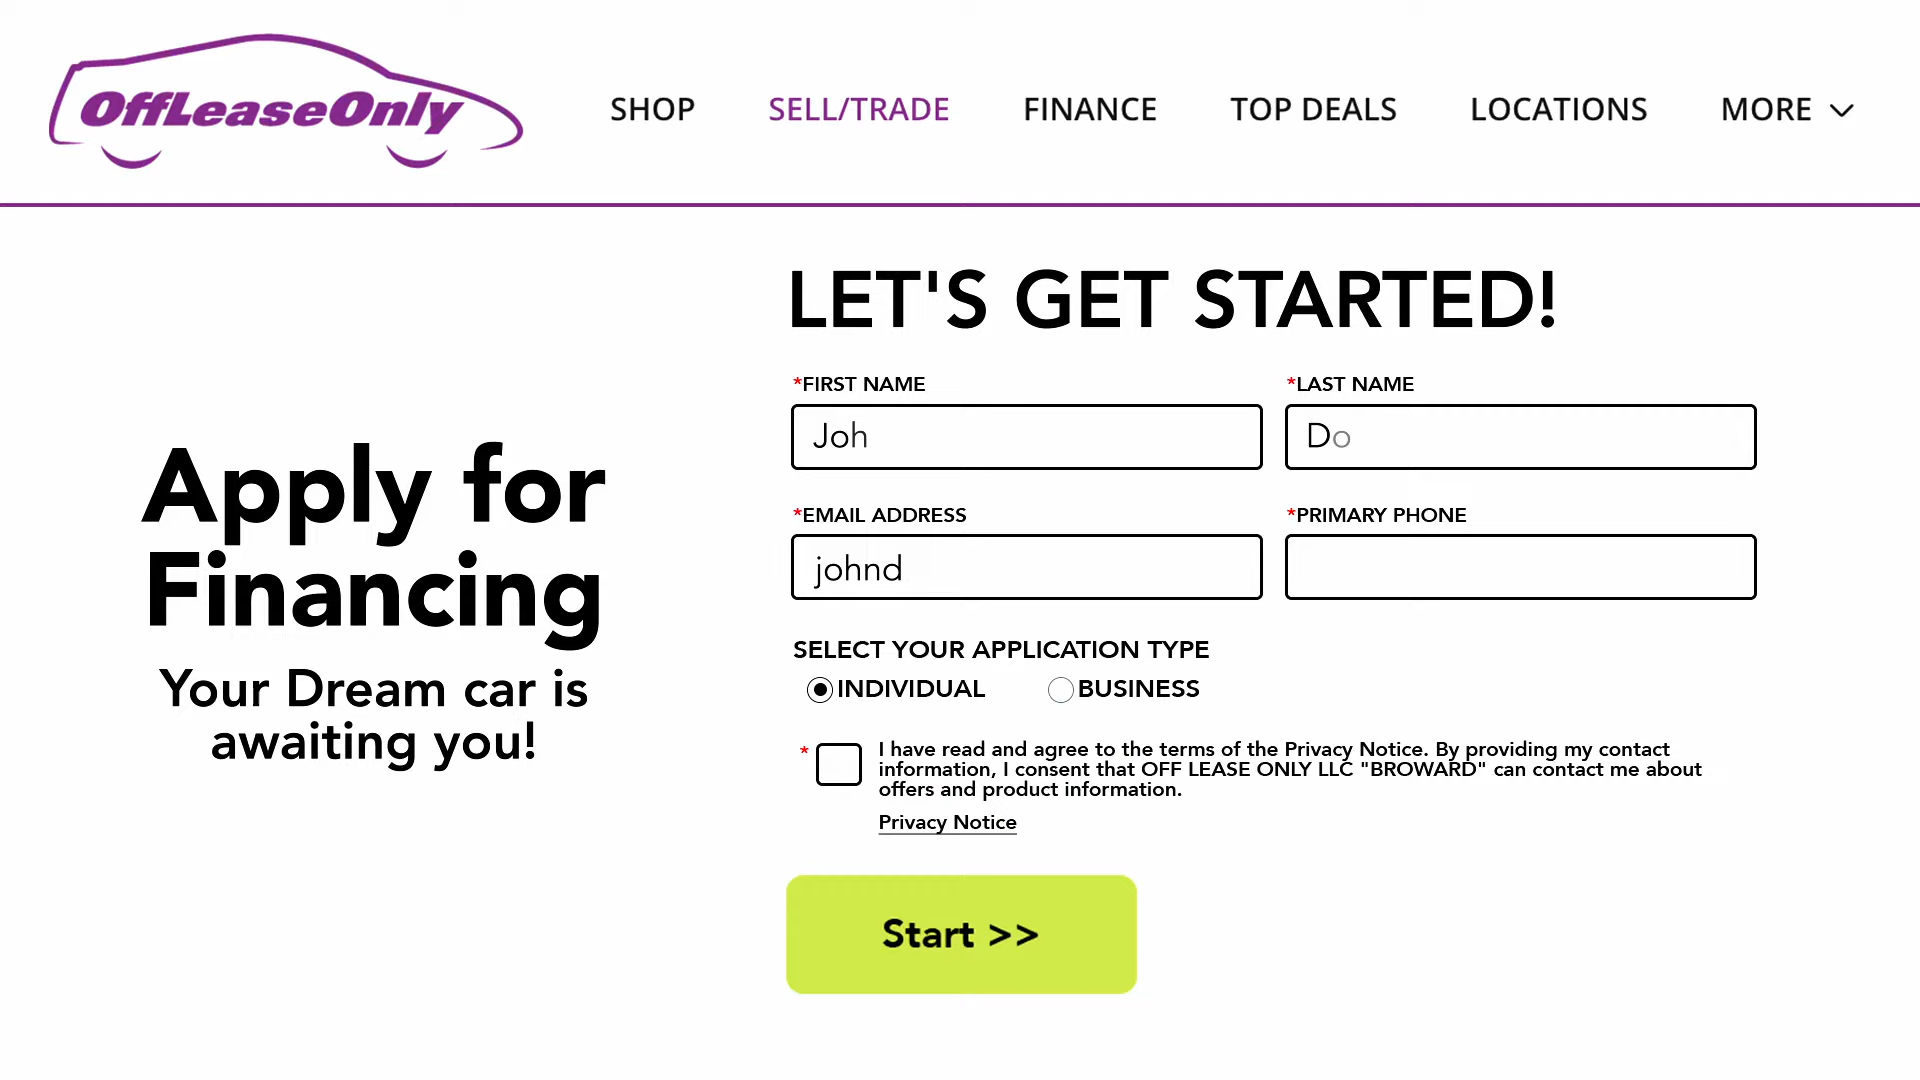 OffLeaseOnly
SHOP SELL/TRADE FINANCE TOP DEALS LOCATIONS MORE
LET'S GET STARTED!
*FIRST NAME *LAST NAME
Joh Do
*EMAIL ADDRESS *PRIMARY PHONE
johnd
Apply for
Financing
Your Dream car is
awaiting you!
SELECT YOUR APPLICATION TYPE
INDIVIDUAL BUSINESS
* I have read and agree to the terms of the Privacy Notice. By providing my contact
information, I consent that OFF LEASE ONLY LLC "BROWARD" can contact me about
offers and product information.
Privacy Notice
Start >>